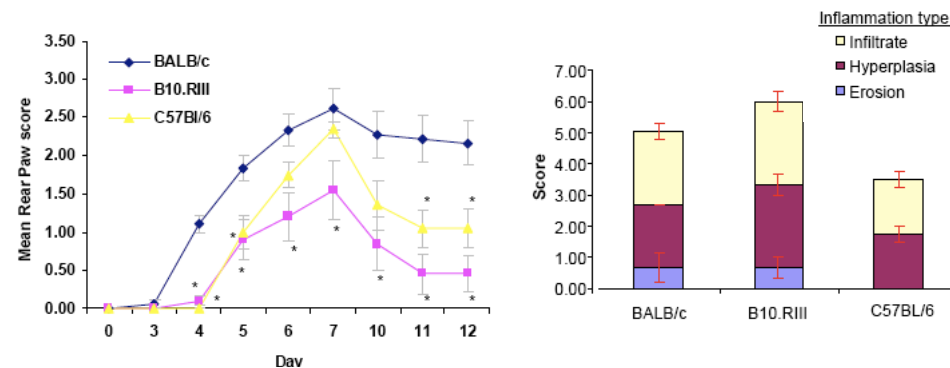 3.50
3.00
2.50
2.00
1.50
1.00
0.50
0.00
Mean Rear Paw score
BALB/c
B10.RIII
C57Bl/6
* * * * * * * * * * * *
0 3 4 5 6 7 10 11 12
Day
Inflammation type
Infiltrate
Hyperplasia
Erosion
7.00
6.00
5.00
4.00
3.00
2.00
1.00
0.00
Score
BALB/c B10.RIII C57BL/6